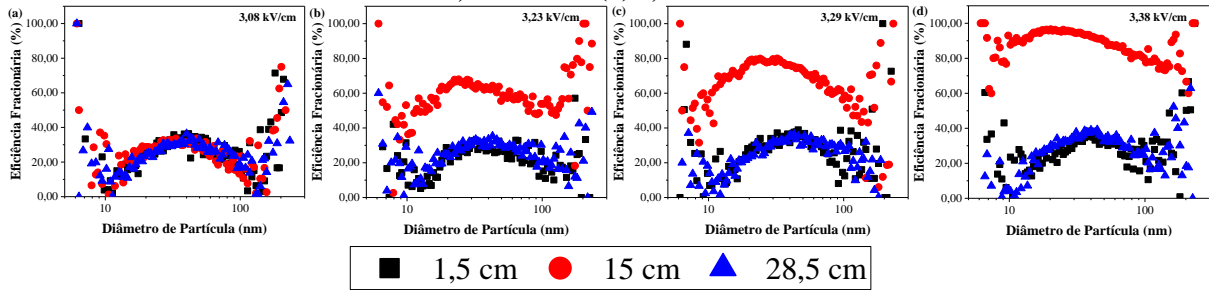 (a) 3,08 kV/cm
Eficiência Fracionária (%)
100,00
80,00
60,00
40,00
20,00
0,00
10 100
Diâmetro de Partícula (nm)
(b) 3,23 kV/cm
Eficiência Fracionária (%)
100,00
80,00
60,00
40,00
20,00
0,00
10 100
Diâmetro de Partícula (nm)
(c) 3,29 kV/cm
Eficiência Fracionária (%)
100,00
80,00
60,00
40,00
20,00
0,00
10 100
Diâmetro de Partícula (nm)
(d) 3,38 kV/cm
Eficiência Fracionária (%)
100,00
80,00
60,00
40,00
20,00
0,00
10 100
Diâmetro de Partícula (nm)
1,5 cm 15 cm 28,5 cm